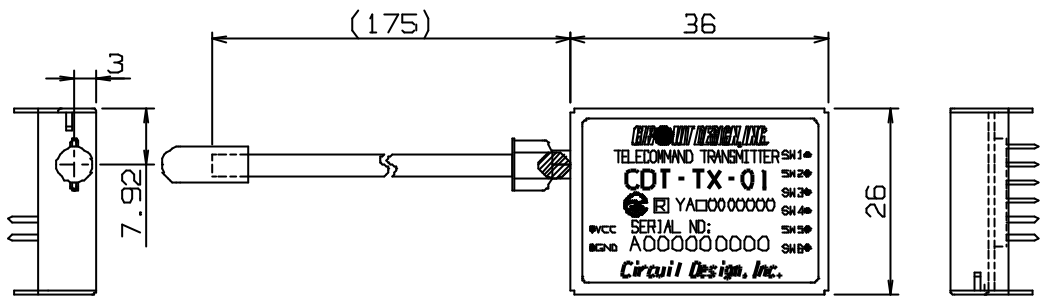 (175)
36
3
7.92
26
CIRCUIT DESIGN, INC.
TELECOMMAND TRANSMITTER
CDT-TX-01
R YA□0000000
SERIAL NO:
A000000000
Circuit Design, Inc.
VCC
GND
SW1
SW2
SW3
SW4
SW5
SW6